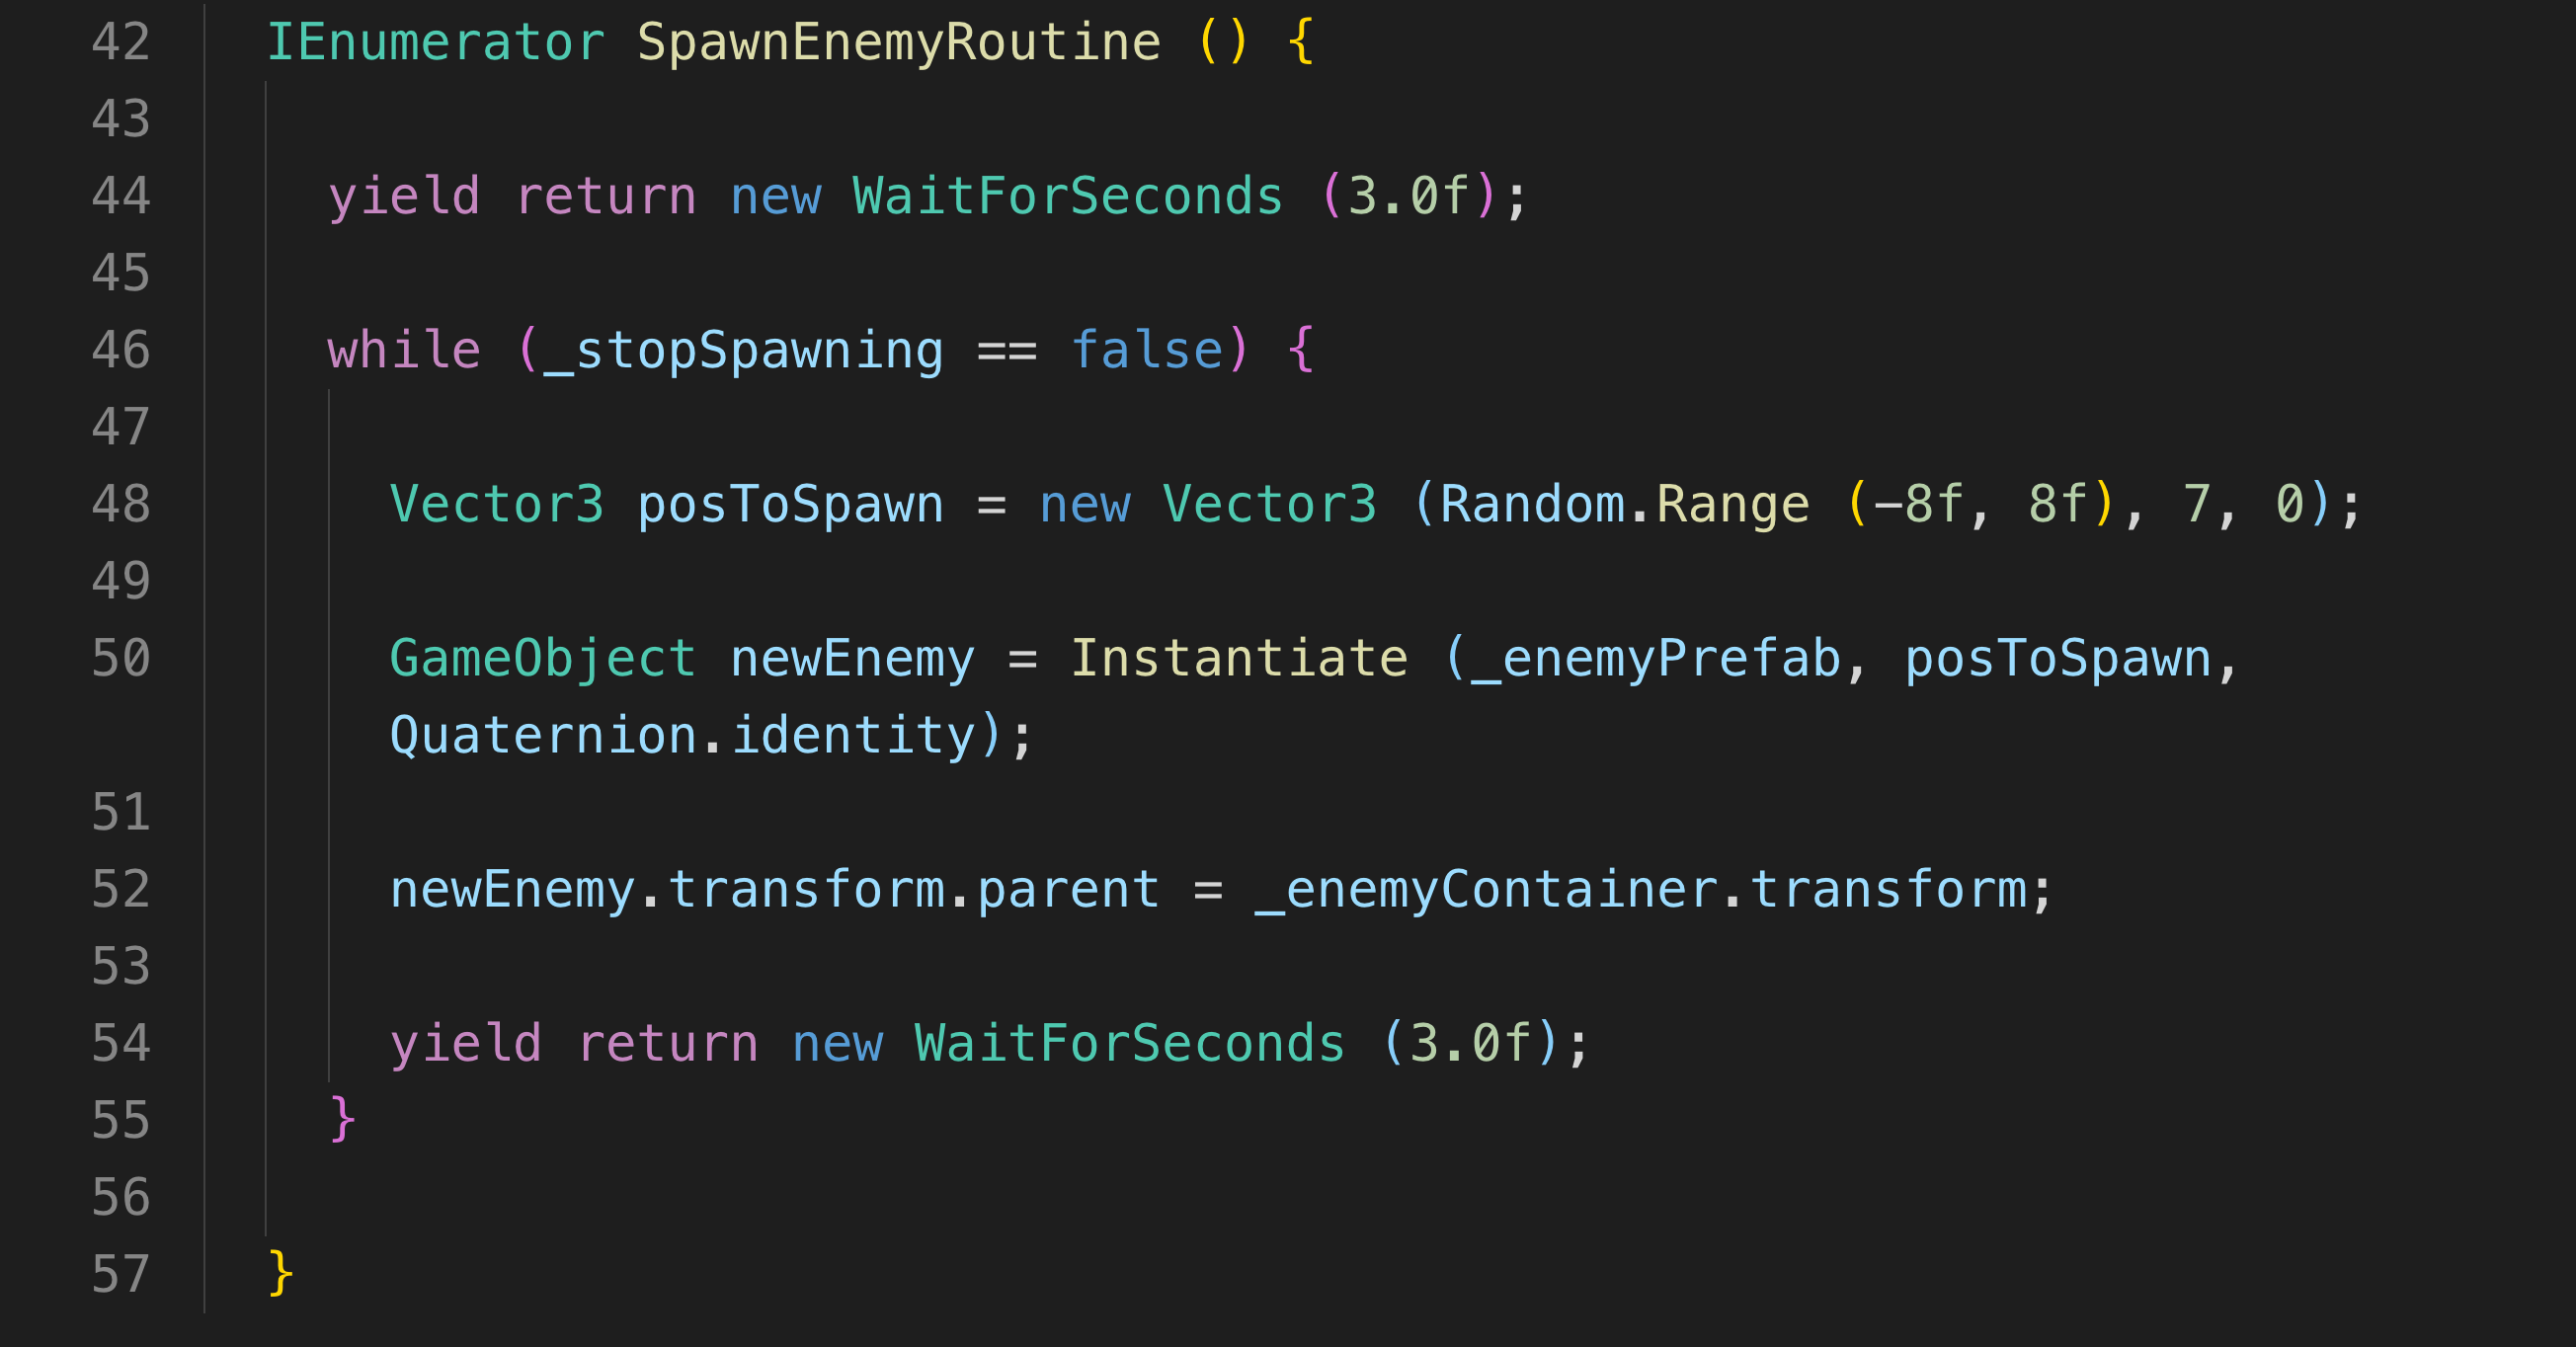 42 IEnumerator SpawnEnemyRoutine () {
43
44 yield return new WaitForSeconds (3.0f);
45
46 while (_stopSpawning == false) {
47
48 Vector3 posToSpawn = new Vector3 (Random.Range (−8f, 8f), 7, 0);
49
50 GameObject newEnemy = Instantiate (_enemyPrefab, posToSpawn,
Quaternion.identity);
51
52 newEnemy.transform.parent = _enemyContainer.transform;
53
54 yield return new WaitForSeconds (3.0f);
55 }
56
57 }